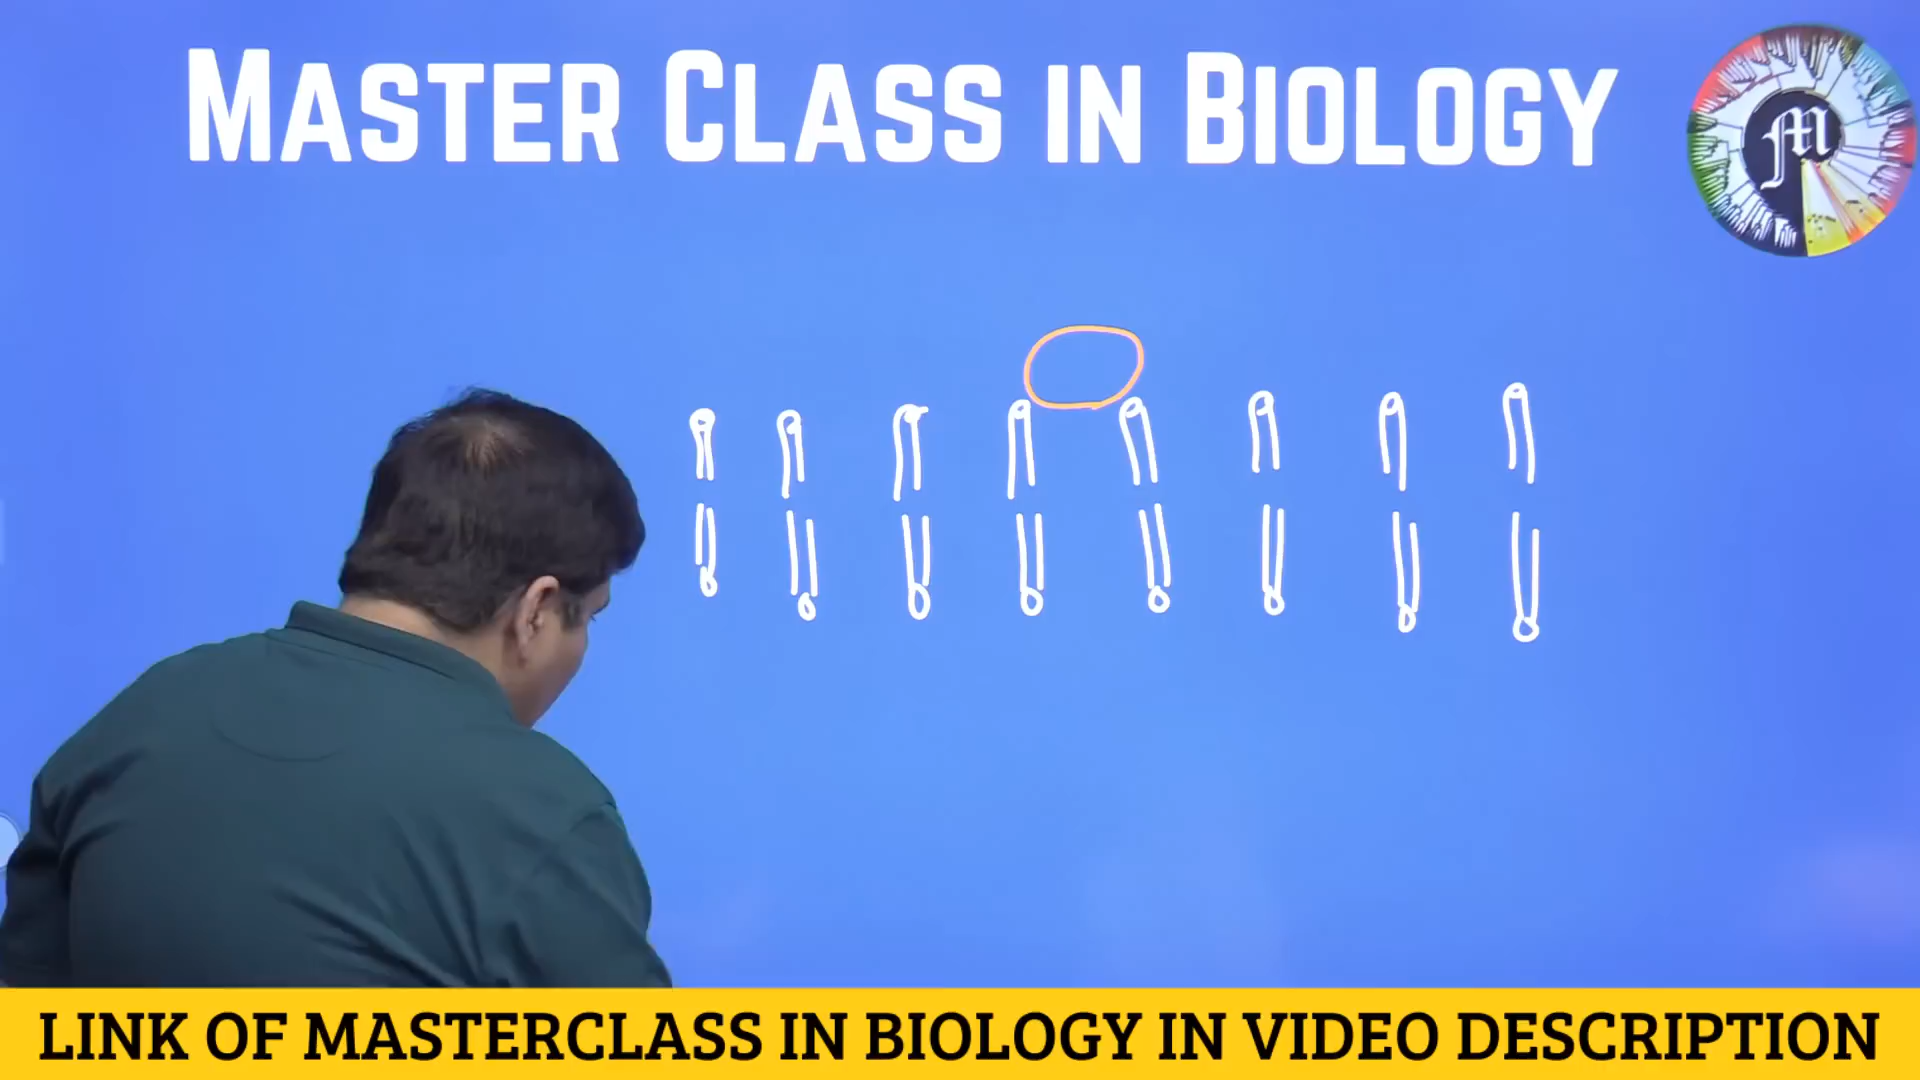 MASTER CLASS IN BIOLOGY
M
LINK OF MASTERCLASS IN BIOLOGY IN VIDEO DESCRIPTION